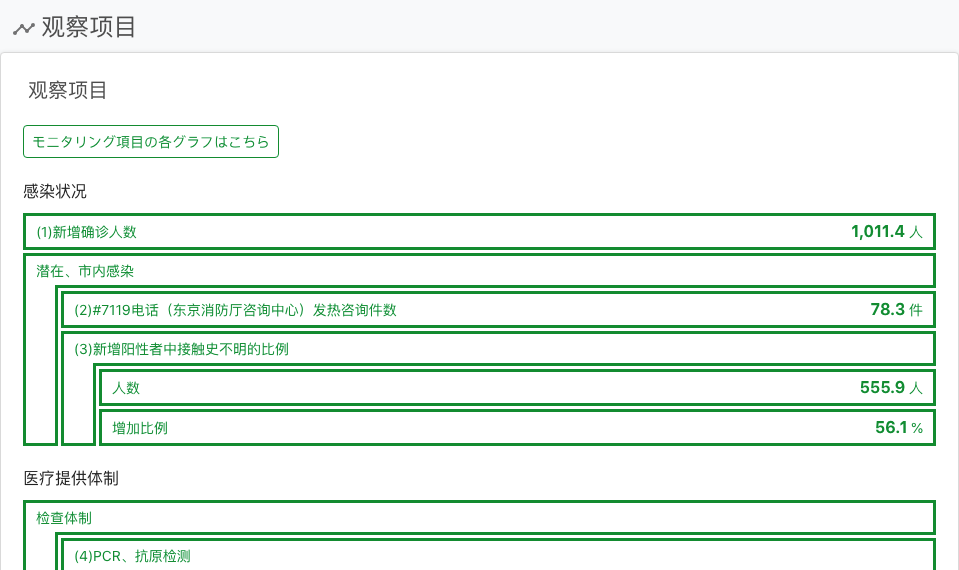 观察项目
观察项目
モニタリング項目の各グラフはこちら
感染状况
(1)新增确诊人数 1,011.4 人
潜在、市内感染
(2)#7119电话（东京消防厅咨询中心）发热咨询件数 78.3 件
(3)新增阳性者中接触史不明的比例
人数 555.9 人
增加比例 56.1 %
医疗提供体制
检查体制
(4)PCR、抗原检测